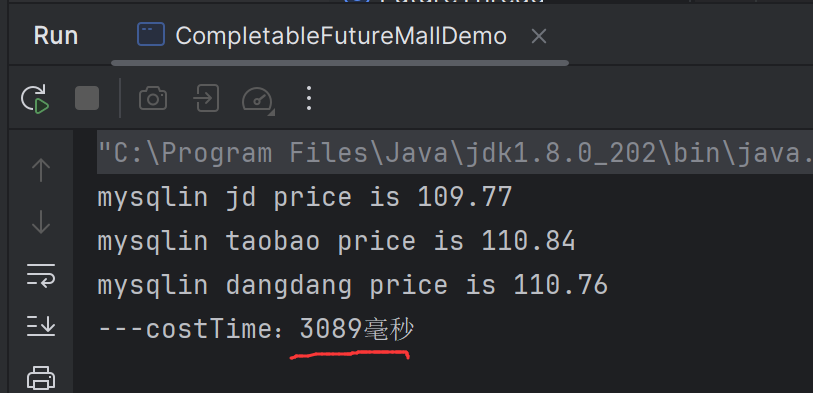 Run CompletableFutureMallDemo
"C:\Program Files\Java\jdk1.8.0_202\bin\java.
mysqlin jd price is 109.77
mysqlin taobao price is 110.84
mysqlin dangdang price is 110.76
---costTime: 3089毫秒